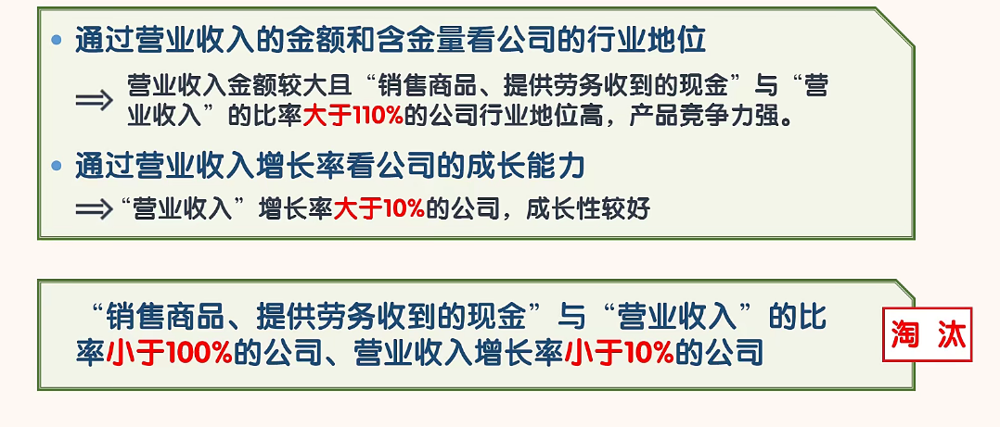 通过营业收入的金额和含金量看公司的行业地位
营业收入金额较大且“销售商品、提供劳务收到的现金”与“营
业收入”的比率大于110%的公司行业地位高，产品竞争力强。
通过营业收入增长率看公司的成长能力
“营业收入”增长率大于10%的公司，成长性较好
“销售商品、提供劳务收到的现金”与“营业收入”的比
率小于100%的公司、营业收入增长率小于10%的公司
淘 汰